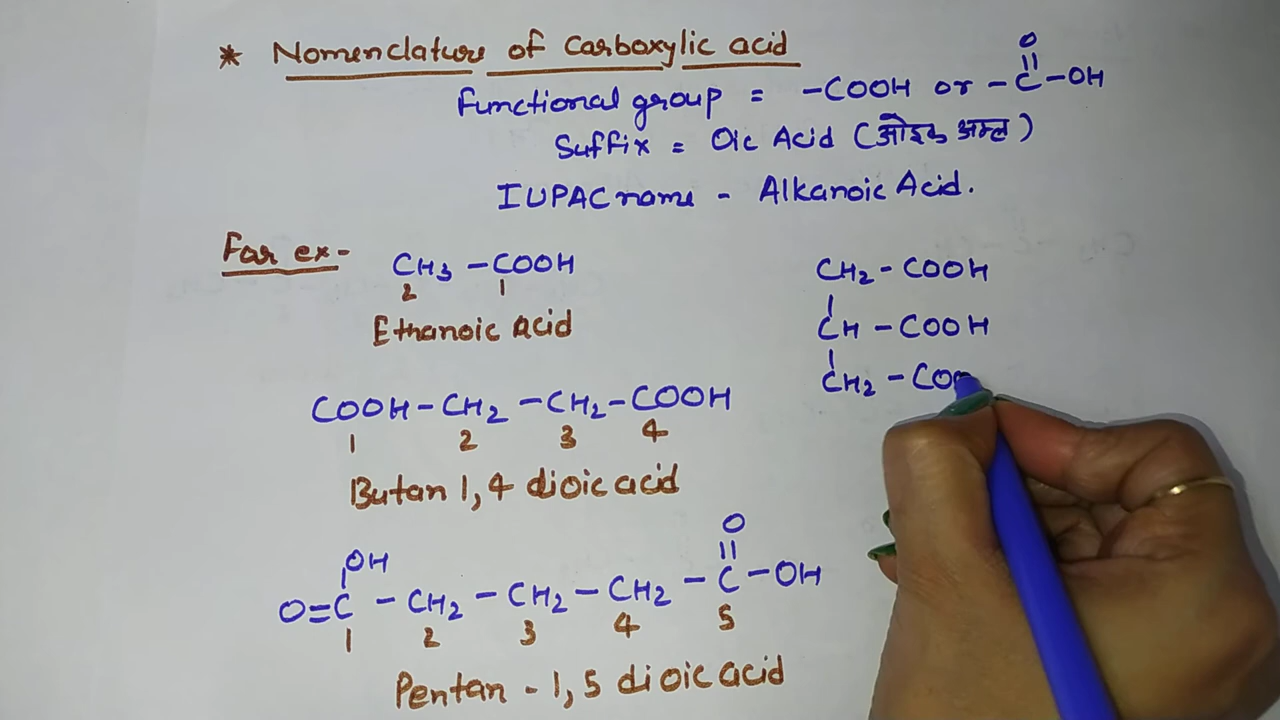 * Nomenclature of Carboxylic acid
Functional group = -COOH or -C-OH
O
||
Suffix = Oic Acid (ओइक अम्ल)
IUPAC name - Alkanoic Acid.
For ex-
CH3 - COOH
2 1
Ethanoic Acid
COOH - CH2 - CH2 - COOH
1 2 3 4
Butan 1, 4 dioic acid
OH
O
||
O=C - CH2 - CH2 - CH2 - C - OH
1 2 3 4 5
Pentan - 1, 5 dioic acid
CH2 - COOH
|
CH - COOH
|
CH2 - COO